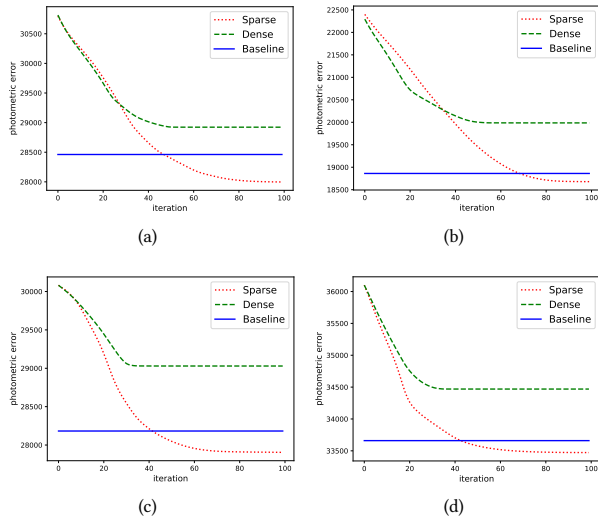 Sparse
Dense
Baseline
photometric error
30500
30000
29500
29000
28500
28000
0 20 40 60 80 100
iteration
(a)
Sparse
Dense
Baseline
photometric error
22500
22000
21500
21000
20500
20000
19500
19000
18500
0 20 40 60 80 100
iteration
(b)
Sparse
Dense
Baseline
photometric error
30000
29500
29000
28500
28000
0 20 40 60 80 100
iteration
(c)
Sparse
Dense
Baseline
photometric error
36000
35500
35000
34500
34000
33500
0 20 40 60 80 100
iteration
(d)